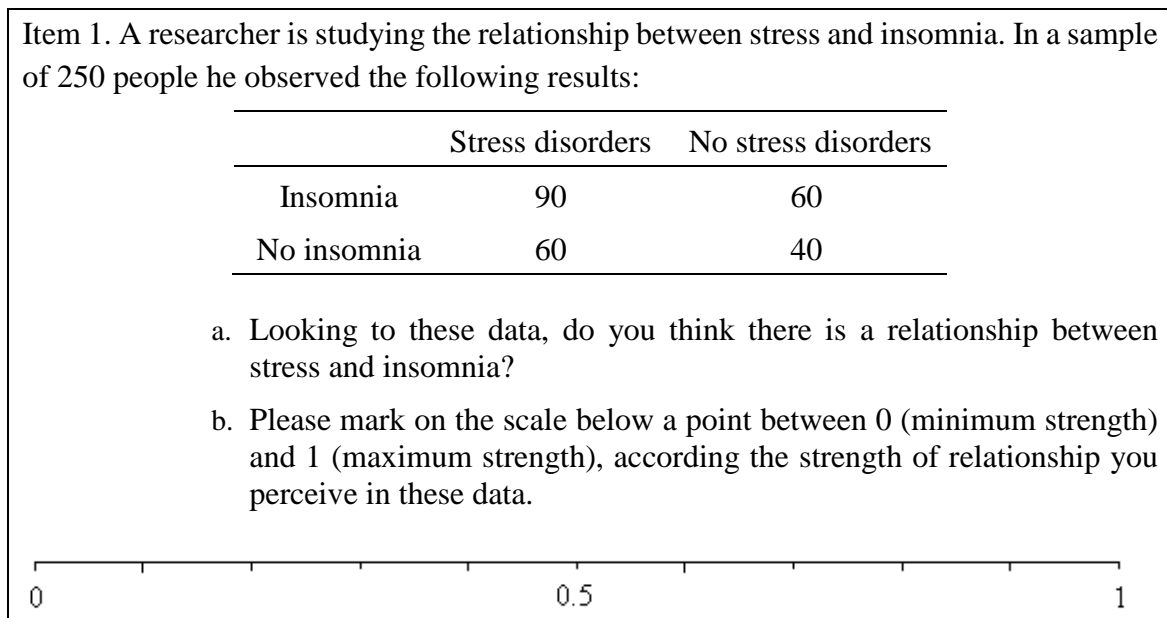 Item 1. A researcher is studying the relationship between stress and insomnia. In a sample
of 250 people he observed the following results:
Stress disorders No stress disorders
Insomnia 90 60
No insomnia 60 40
a. Looking to these data, do you think there is a relationship between
stress and insomnia?
b. Please mark on the scale below a point between 0 (minimum strength)
and 1 (maximum strength), according the strength of relationship you
perceive in these data.
0 0.5 1